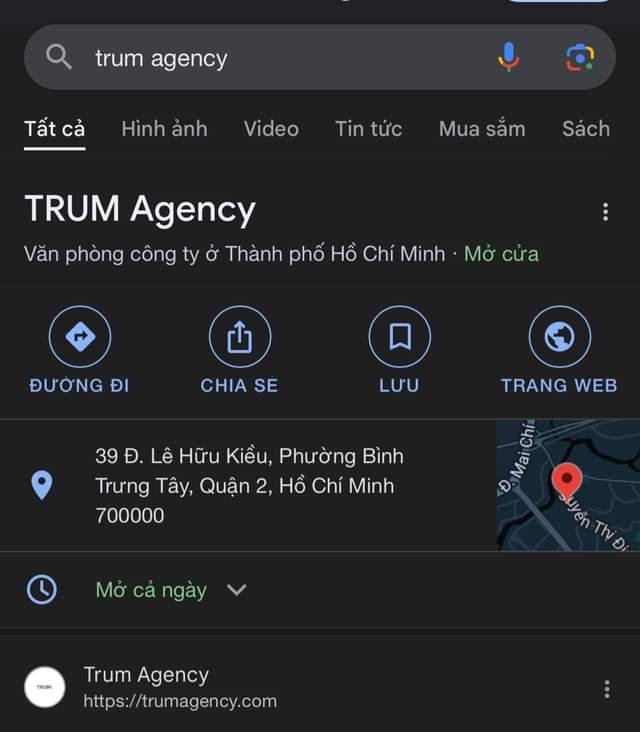 trum agency
Tất cả Hình ảnh Video Tin tức Mua sắm Sách
TRUM Agency
Văn phòng công ty ở Thành phố Hồ Chí Minh · Mở cửa
ĐƯỜNG ĐI CHIA SẺ LƯU TRANG WEB
39 Đ. Lê Hữu Kiều, Phường Bình
Trưng Tây, Quận 2, Hồ Chí Minh
700000
Đ. Mai Chí
uyễn Thị Đị
Mở cả ngày
TRUM
Trum Agency
https://trumagency.com